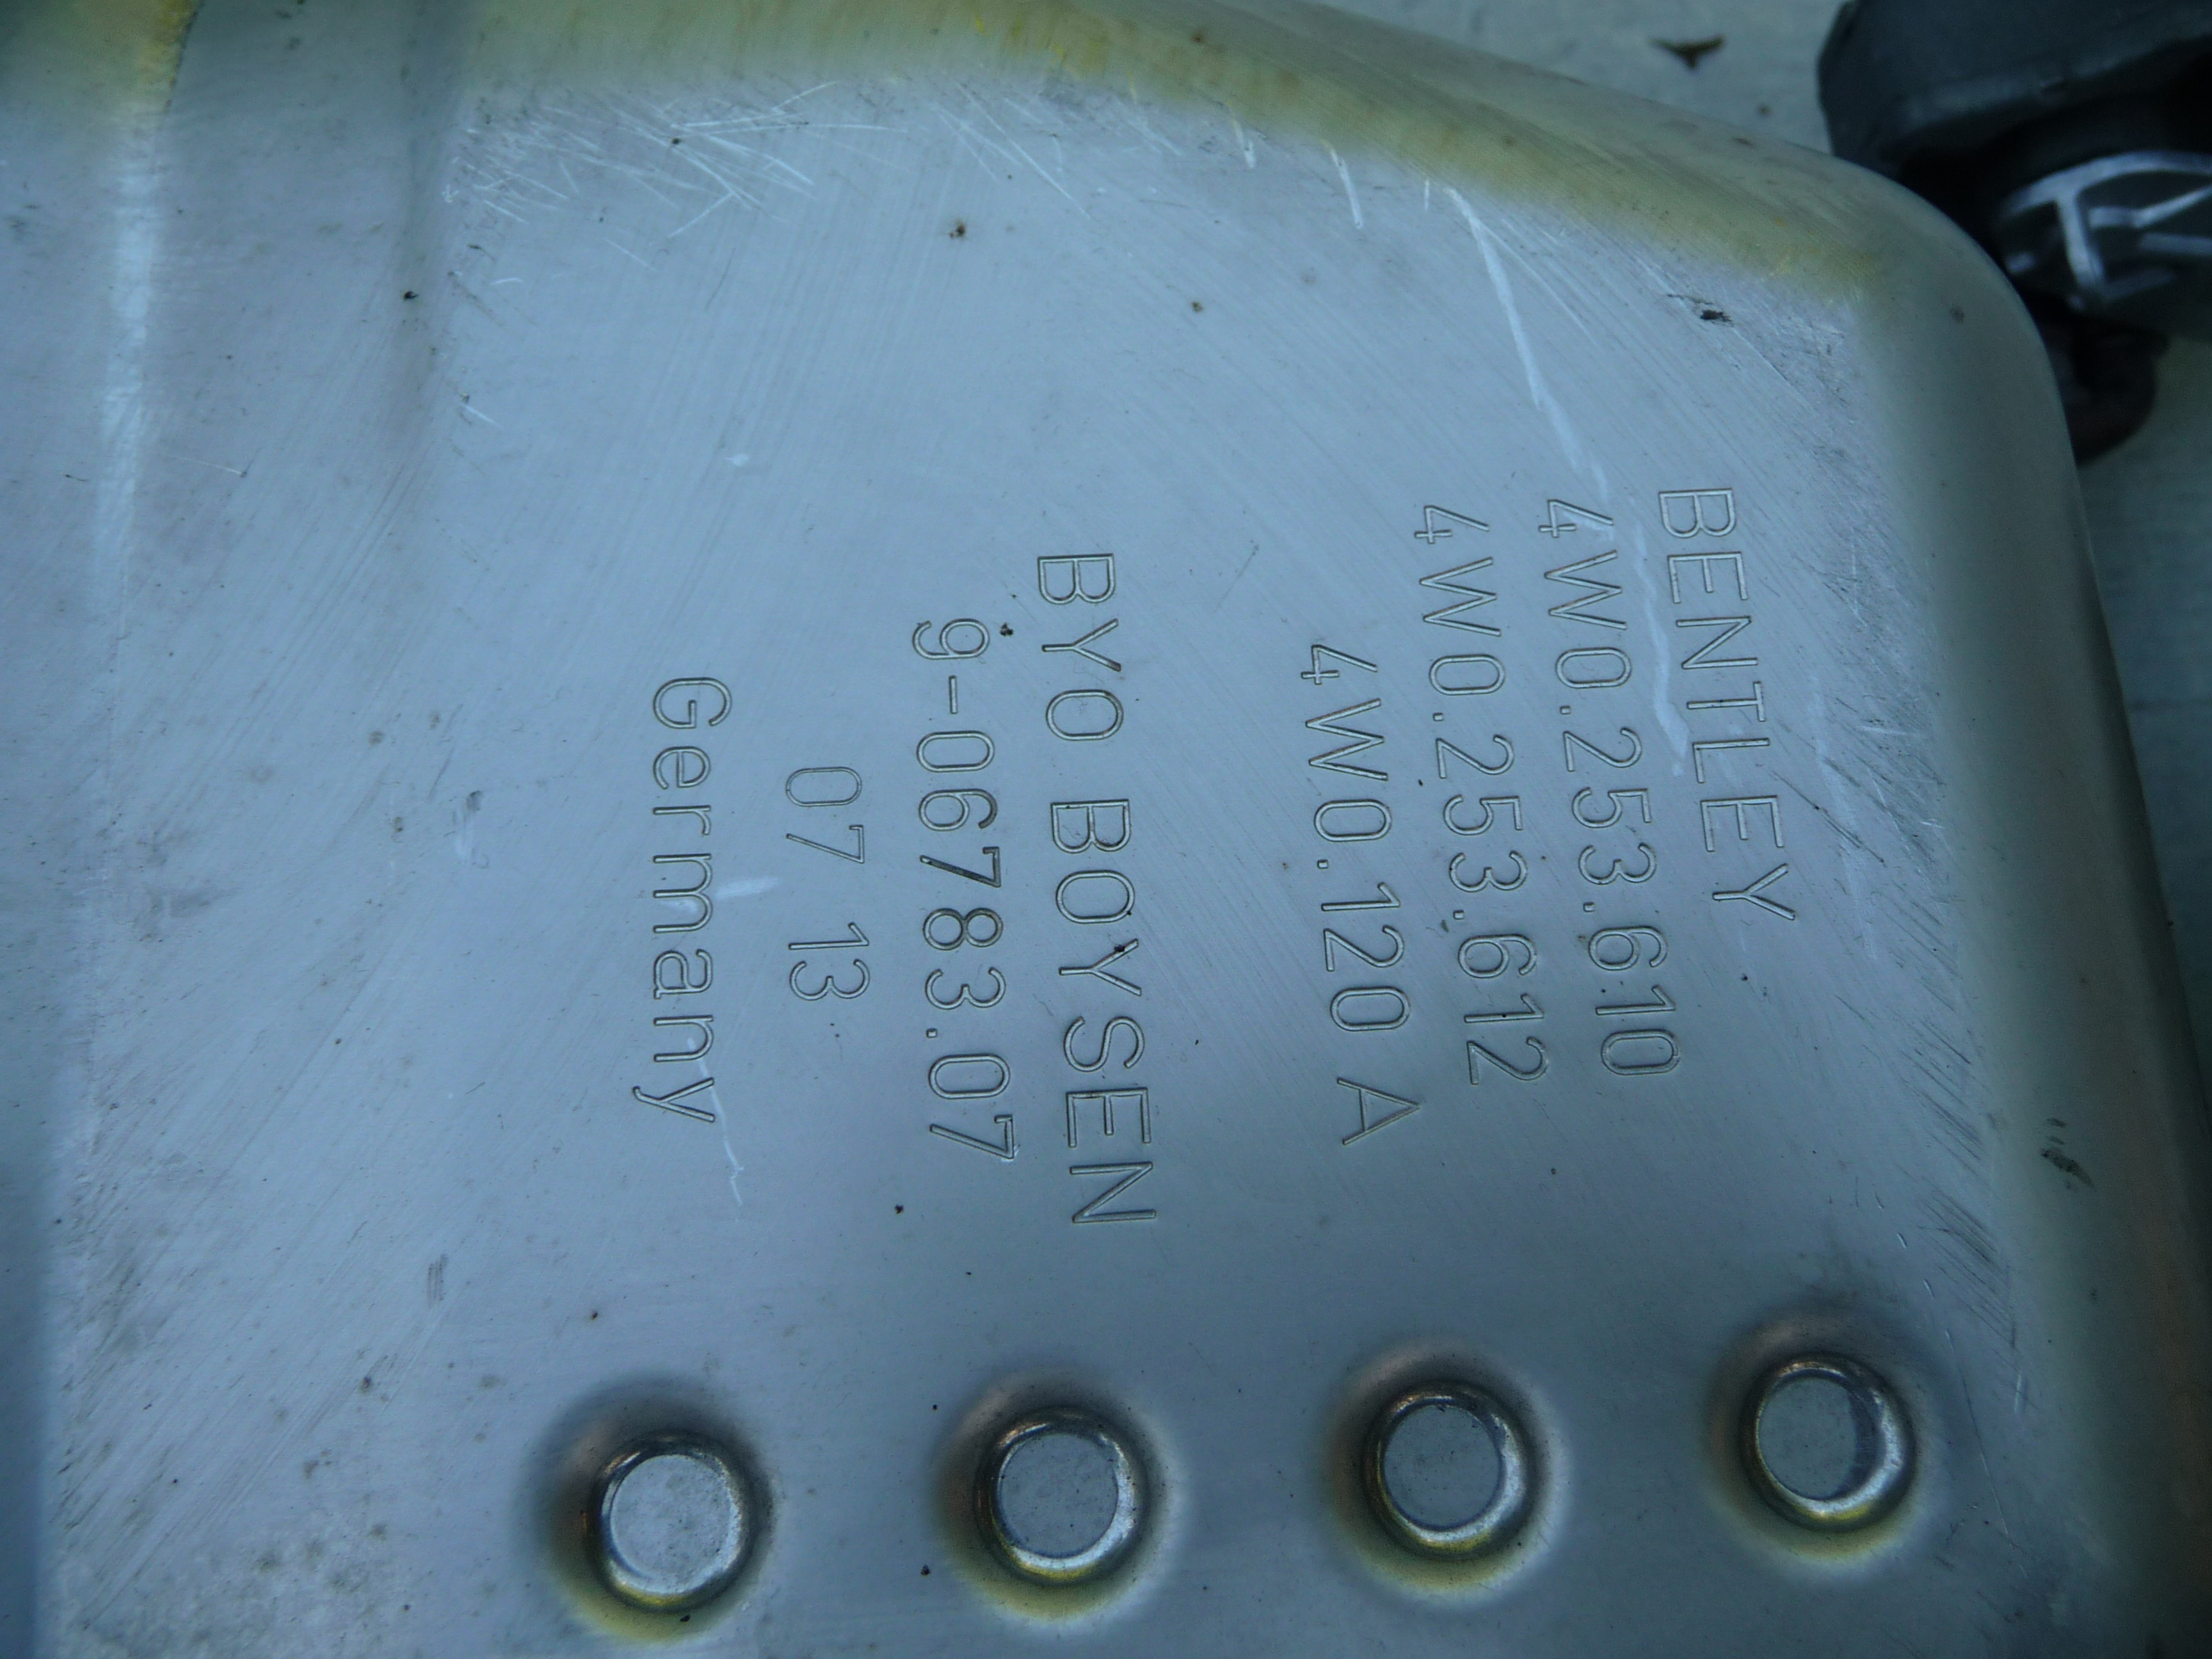 BENTLEY
4W0.253.610
4W0.253.612
4W0.120 A
BYO BOYSEN
9-06783.07
07 13
Germany